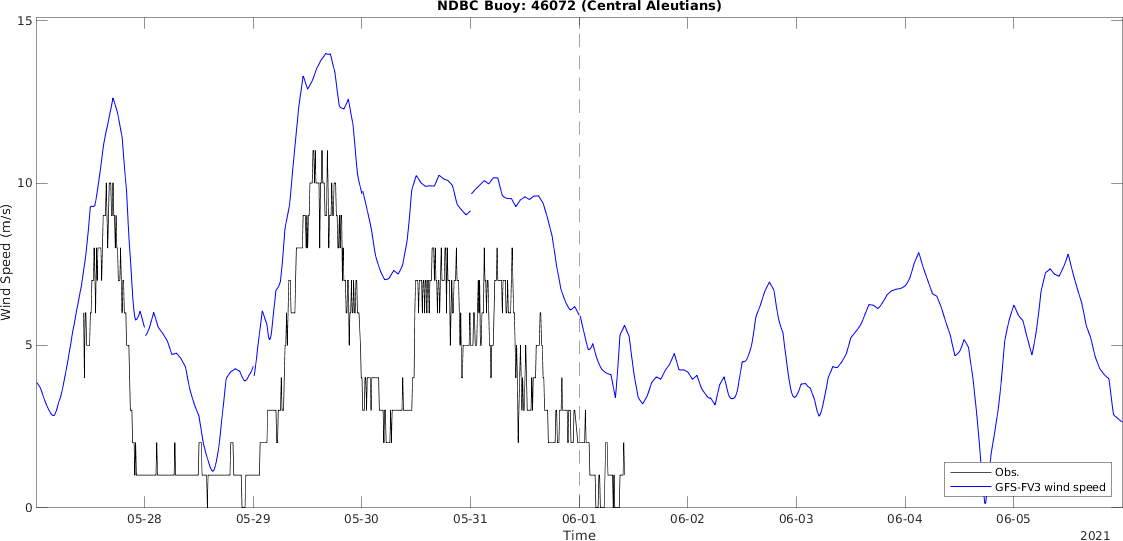 NDBC Buoy: 46072 (Central Aleutians)
15
10
5
0
Wind Speed (m/s)
Obs.
GFS-FV3 wind speed
05-28 05-29 05-30 05-31 06-01 06-02 06-03 06-04 06-05
Time
2021